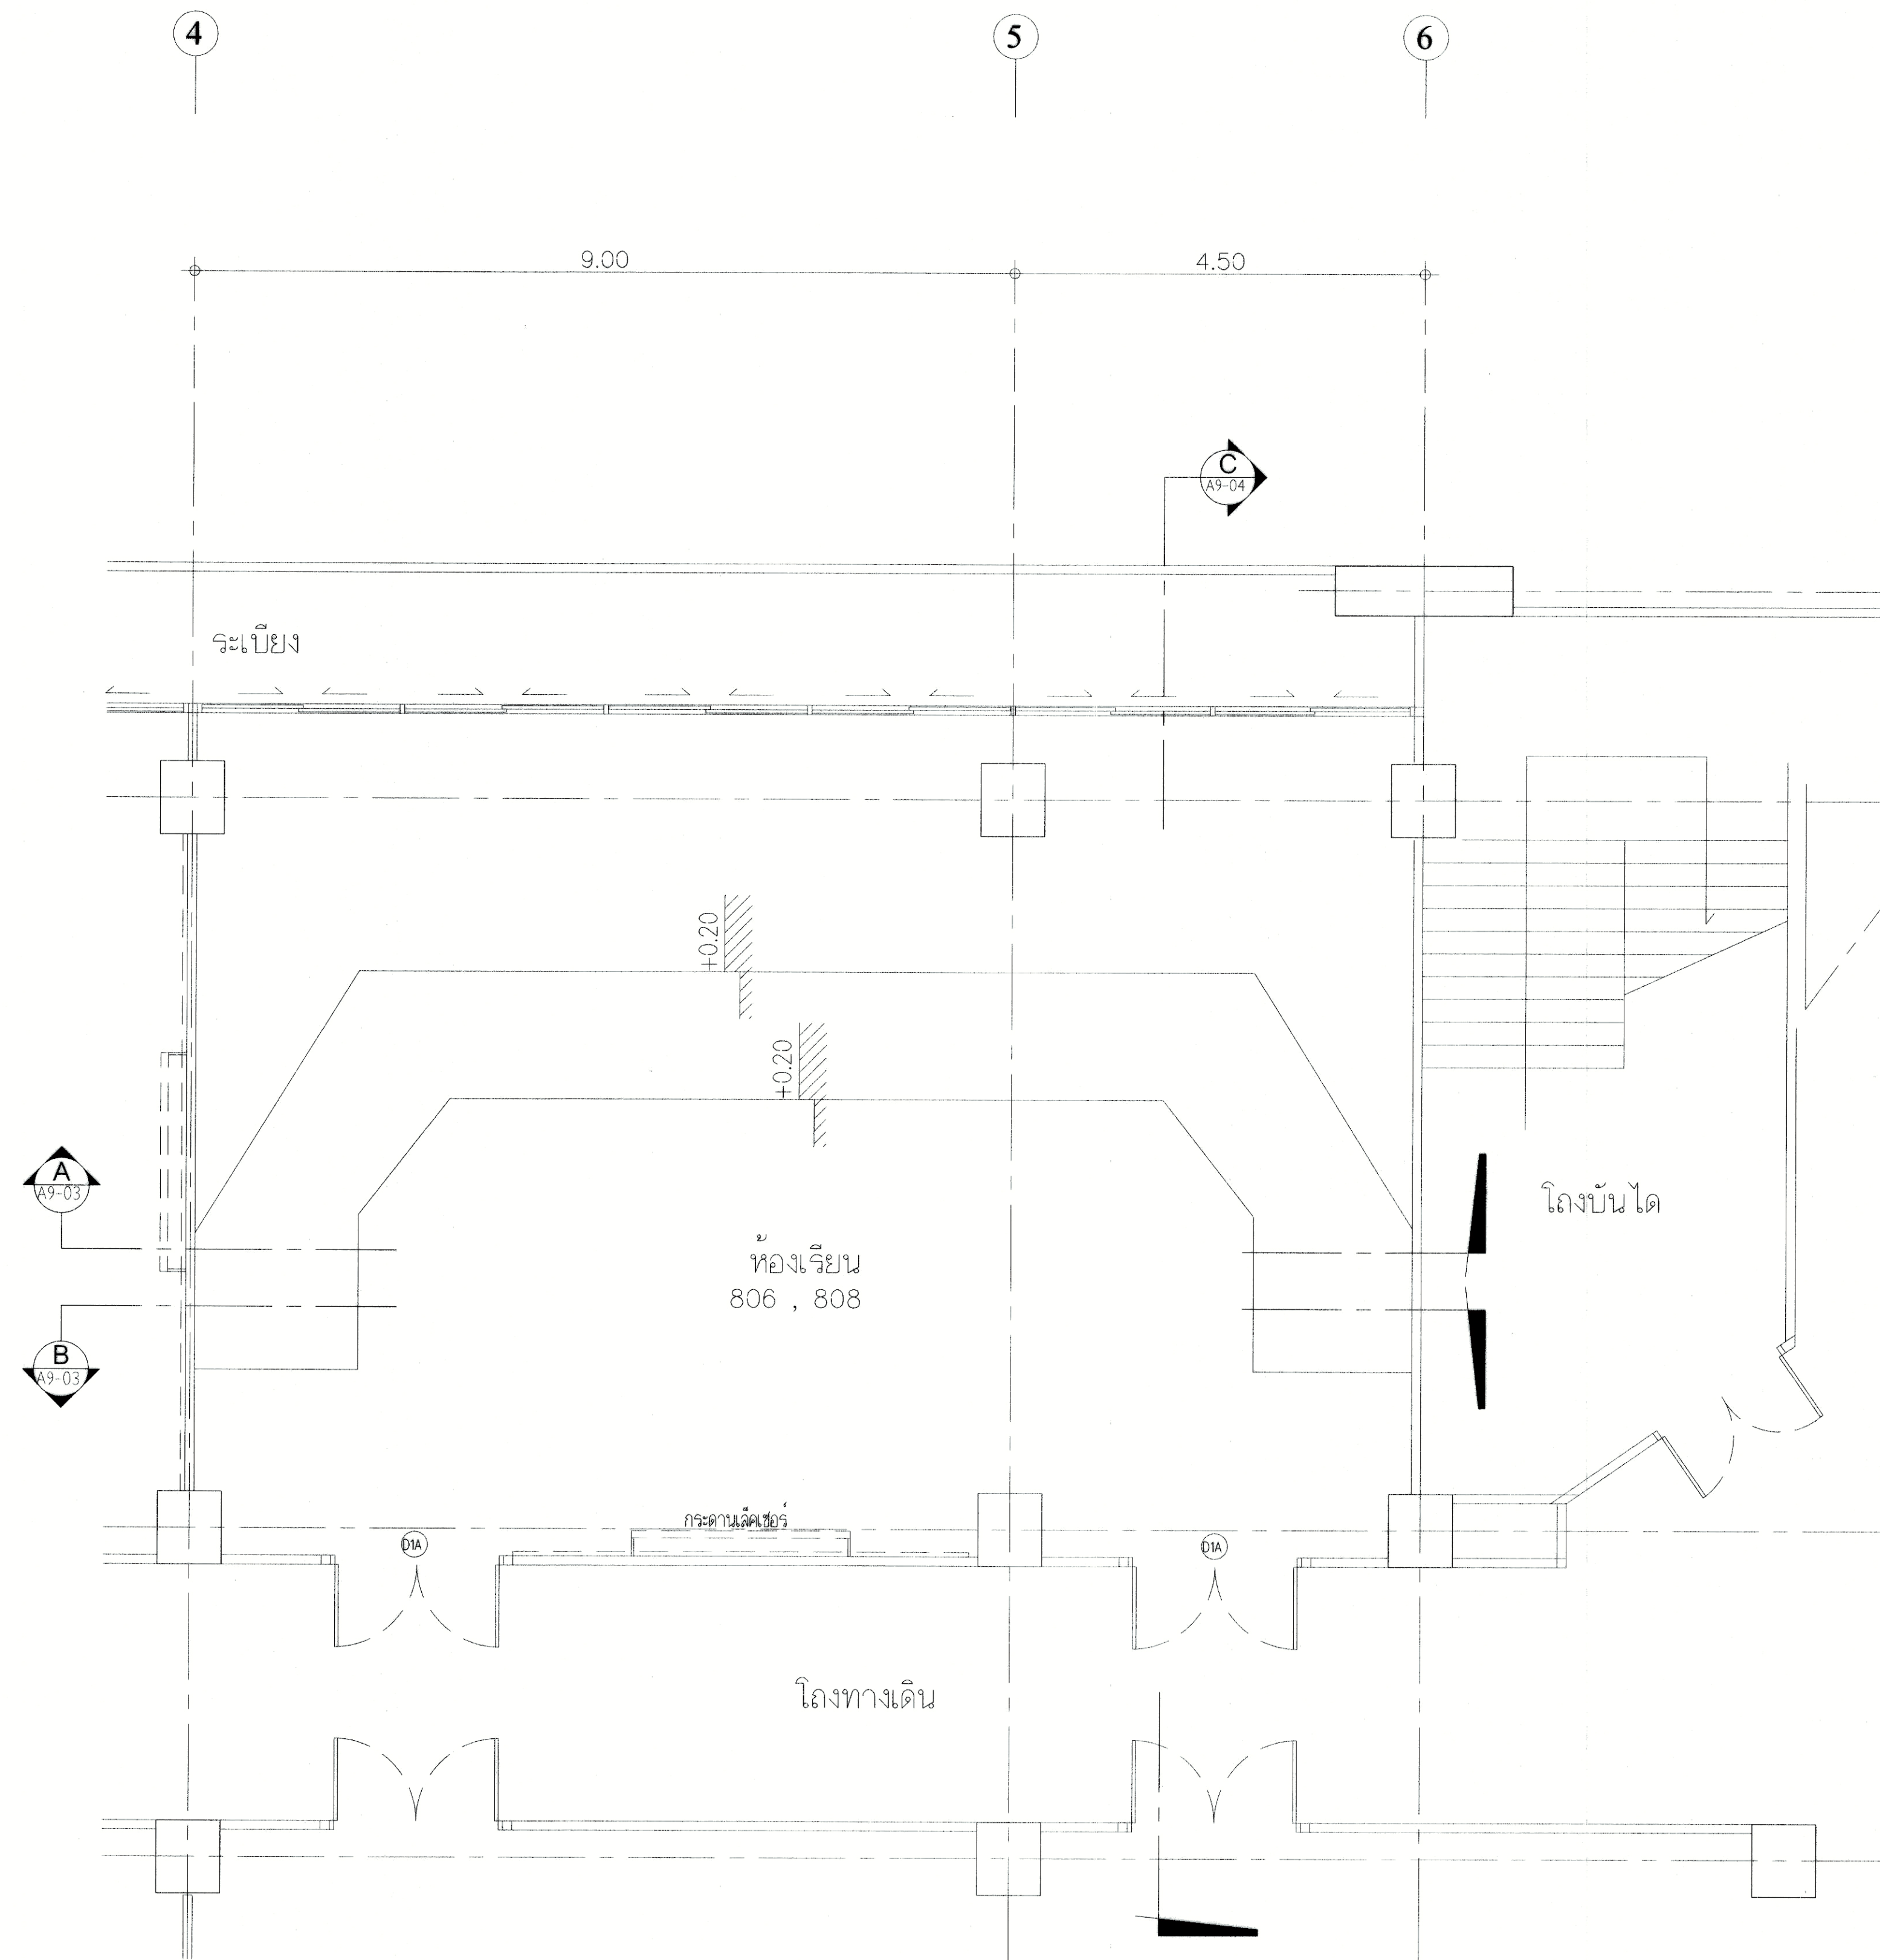 4
5
6
9.00
4.50
C
A9-04
ระเบียง
+0.20
+0.20
A
A9-03
โถงบันได
ห้องเรียน
806 , 808
B
A9-03
กระดานเล็คเชอร์
D1A
D1A
โถงทางเดิน